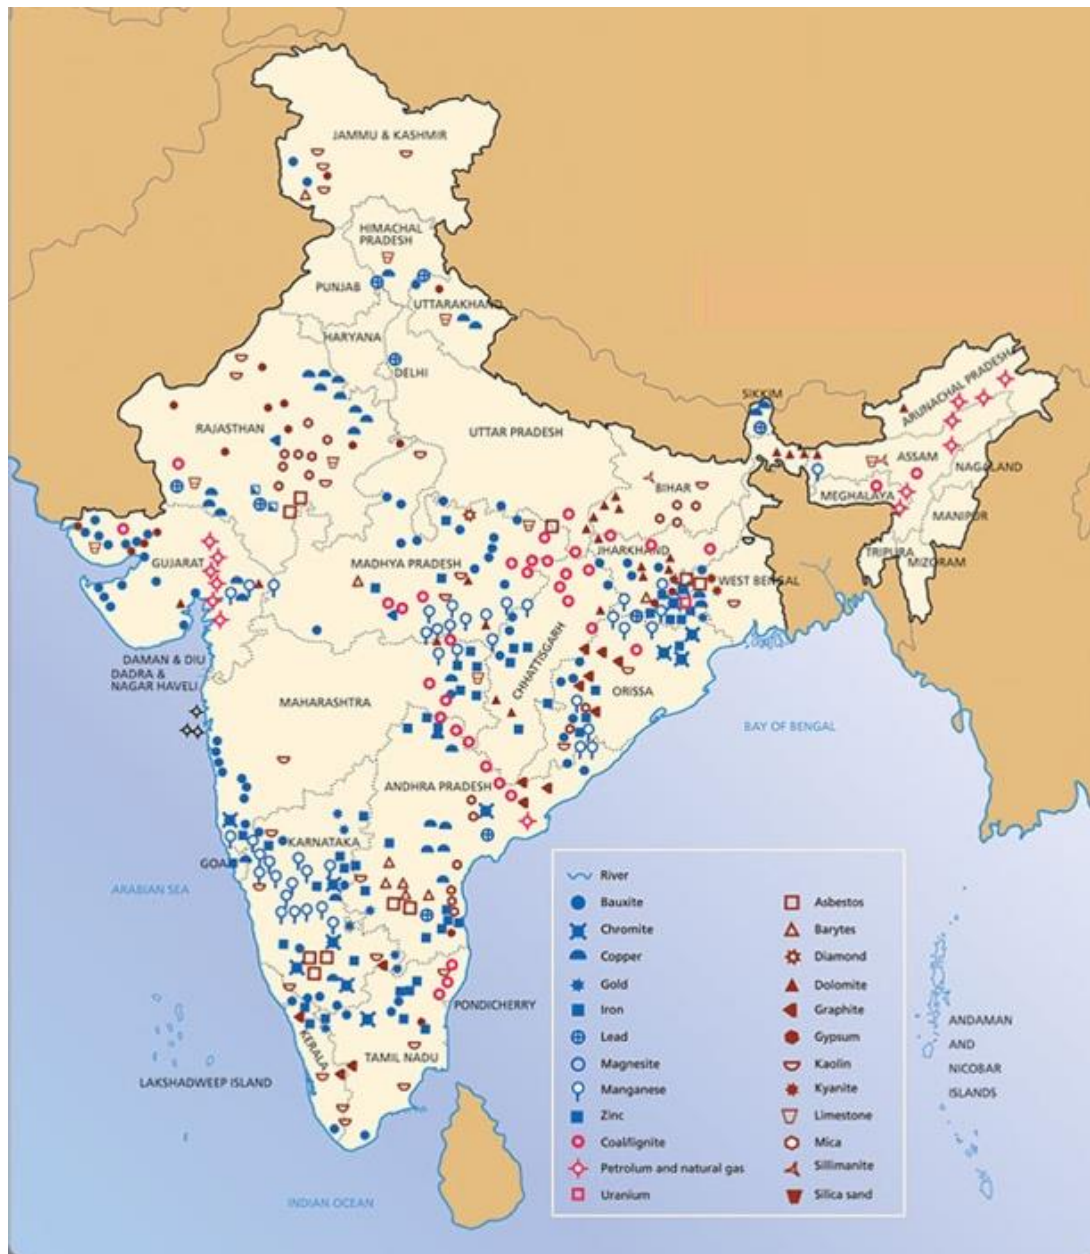 JAMMU & KASHMIR
HIMACHAL
PRADESH
PUNJAB
UTTARAKHAND
HARYANA
DELHI
SIKKIM
ARUNACHAL PRADESH
RAJASTHAN
UTTAR PRADESH
ASSAM
NAGALAND
BIHAR
MEGHALAYA
MANIPUR
GUJARAT
MADHYA PRADESH
JHARKHAND
TRIPURA
MIZORAM
WEST BENGAL
CHHATTISGARH
DAMAN & DIU
DADRA &
NAGAR HAVELI
MAHARASHTRA
ORISSA
BAY OF BENGAL
ANDHRA PRADESH
KARNATAKA
GOA
ARABIAN SEA
PONDICHERRY
KERALA
TAMIL NADU
LAKSHADWEEP ISLAND
INDIAN OCEAN
ANDAMAN
AND
NICOBAR
ISLANDS
River
Bauxite
Chromite
Copper
Gold
Iron
Lead
Magnesite
Manganese
Zinc
Coal/lignite
Petrolum and natural gas
Uranium
Asbestos
Barytes
Diamond
Dolomite
Graphite
Gypsum
Kaolin
Kyanite
Limestone
Mica
Sillimanite
Silica sand